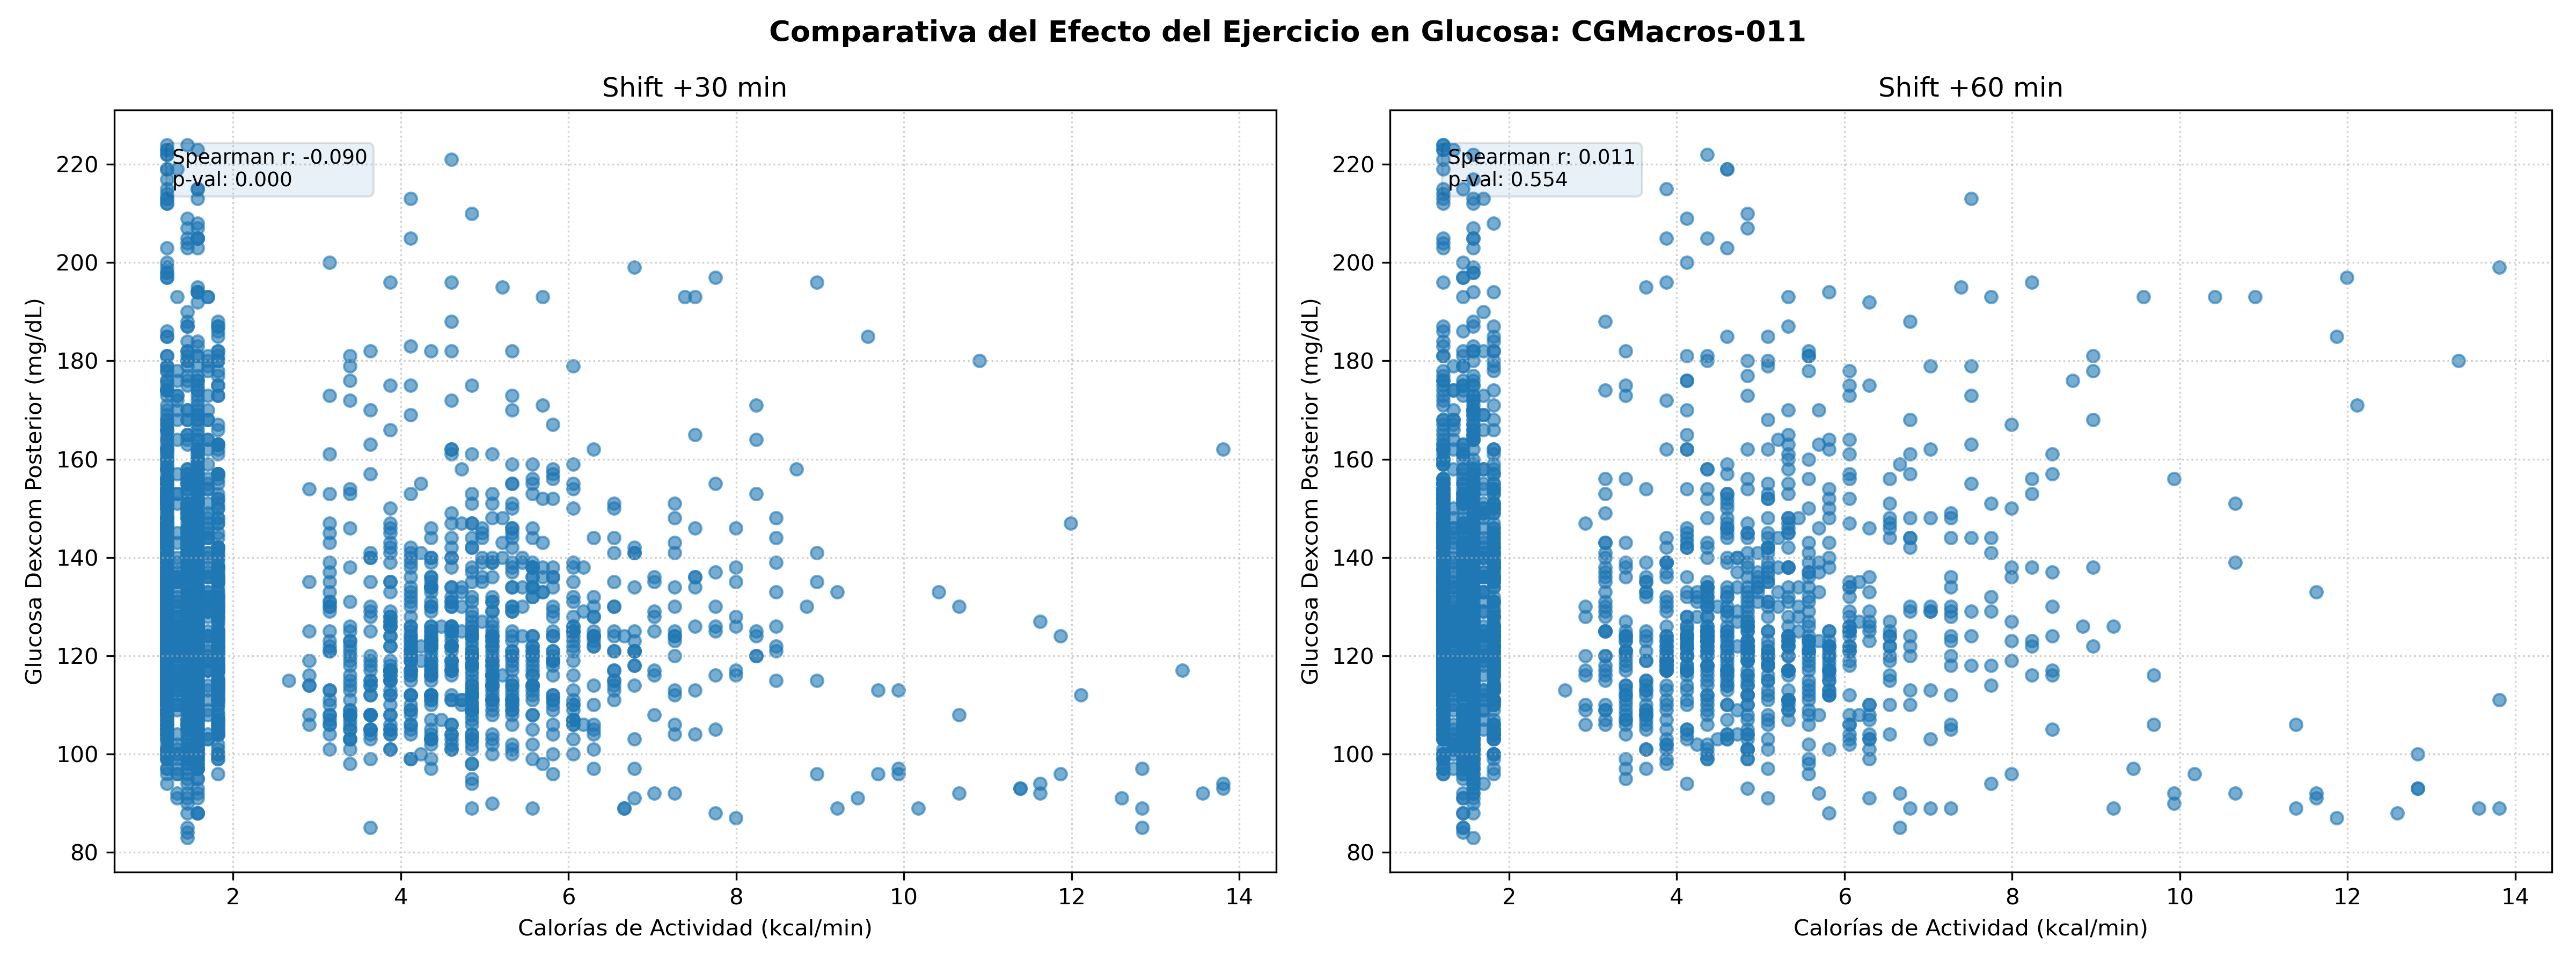 Comparativa del Efecto del Ejercicio en Glucosa: CGMacros-011
Shift +30 min
Spearman r: -0.090
p-val: 0.000
Glucosa Dexcom Posterior (mg/dL)
220
200
180
160
140
120
100
80
2 4 6 8 10 12 14
Calorías de Actividad (kcal/min)
Shift +60 min
Spearman r: 0.011
p-val: 0.554
Glucosa Dexcom Posterior (mg/dL)
220
200
180
160
140
120
100
80
2 4 6 8 10 12 14
Calorías de Actividad (kcal/min)